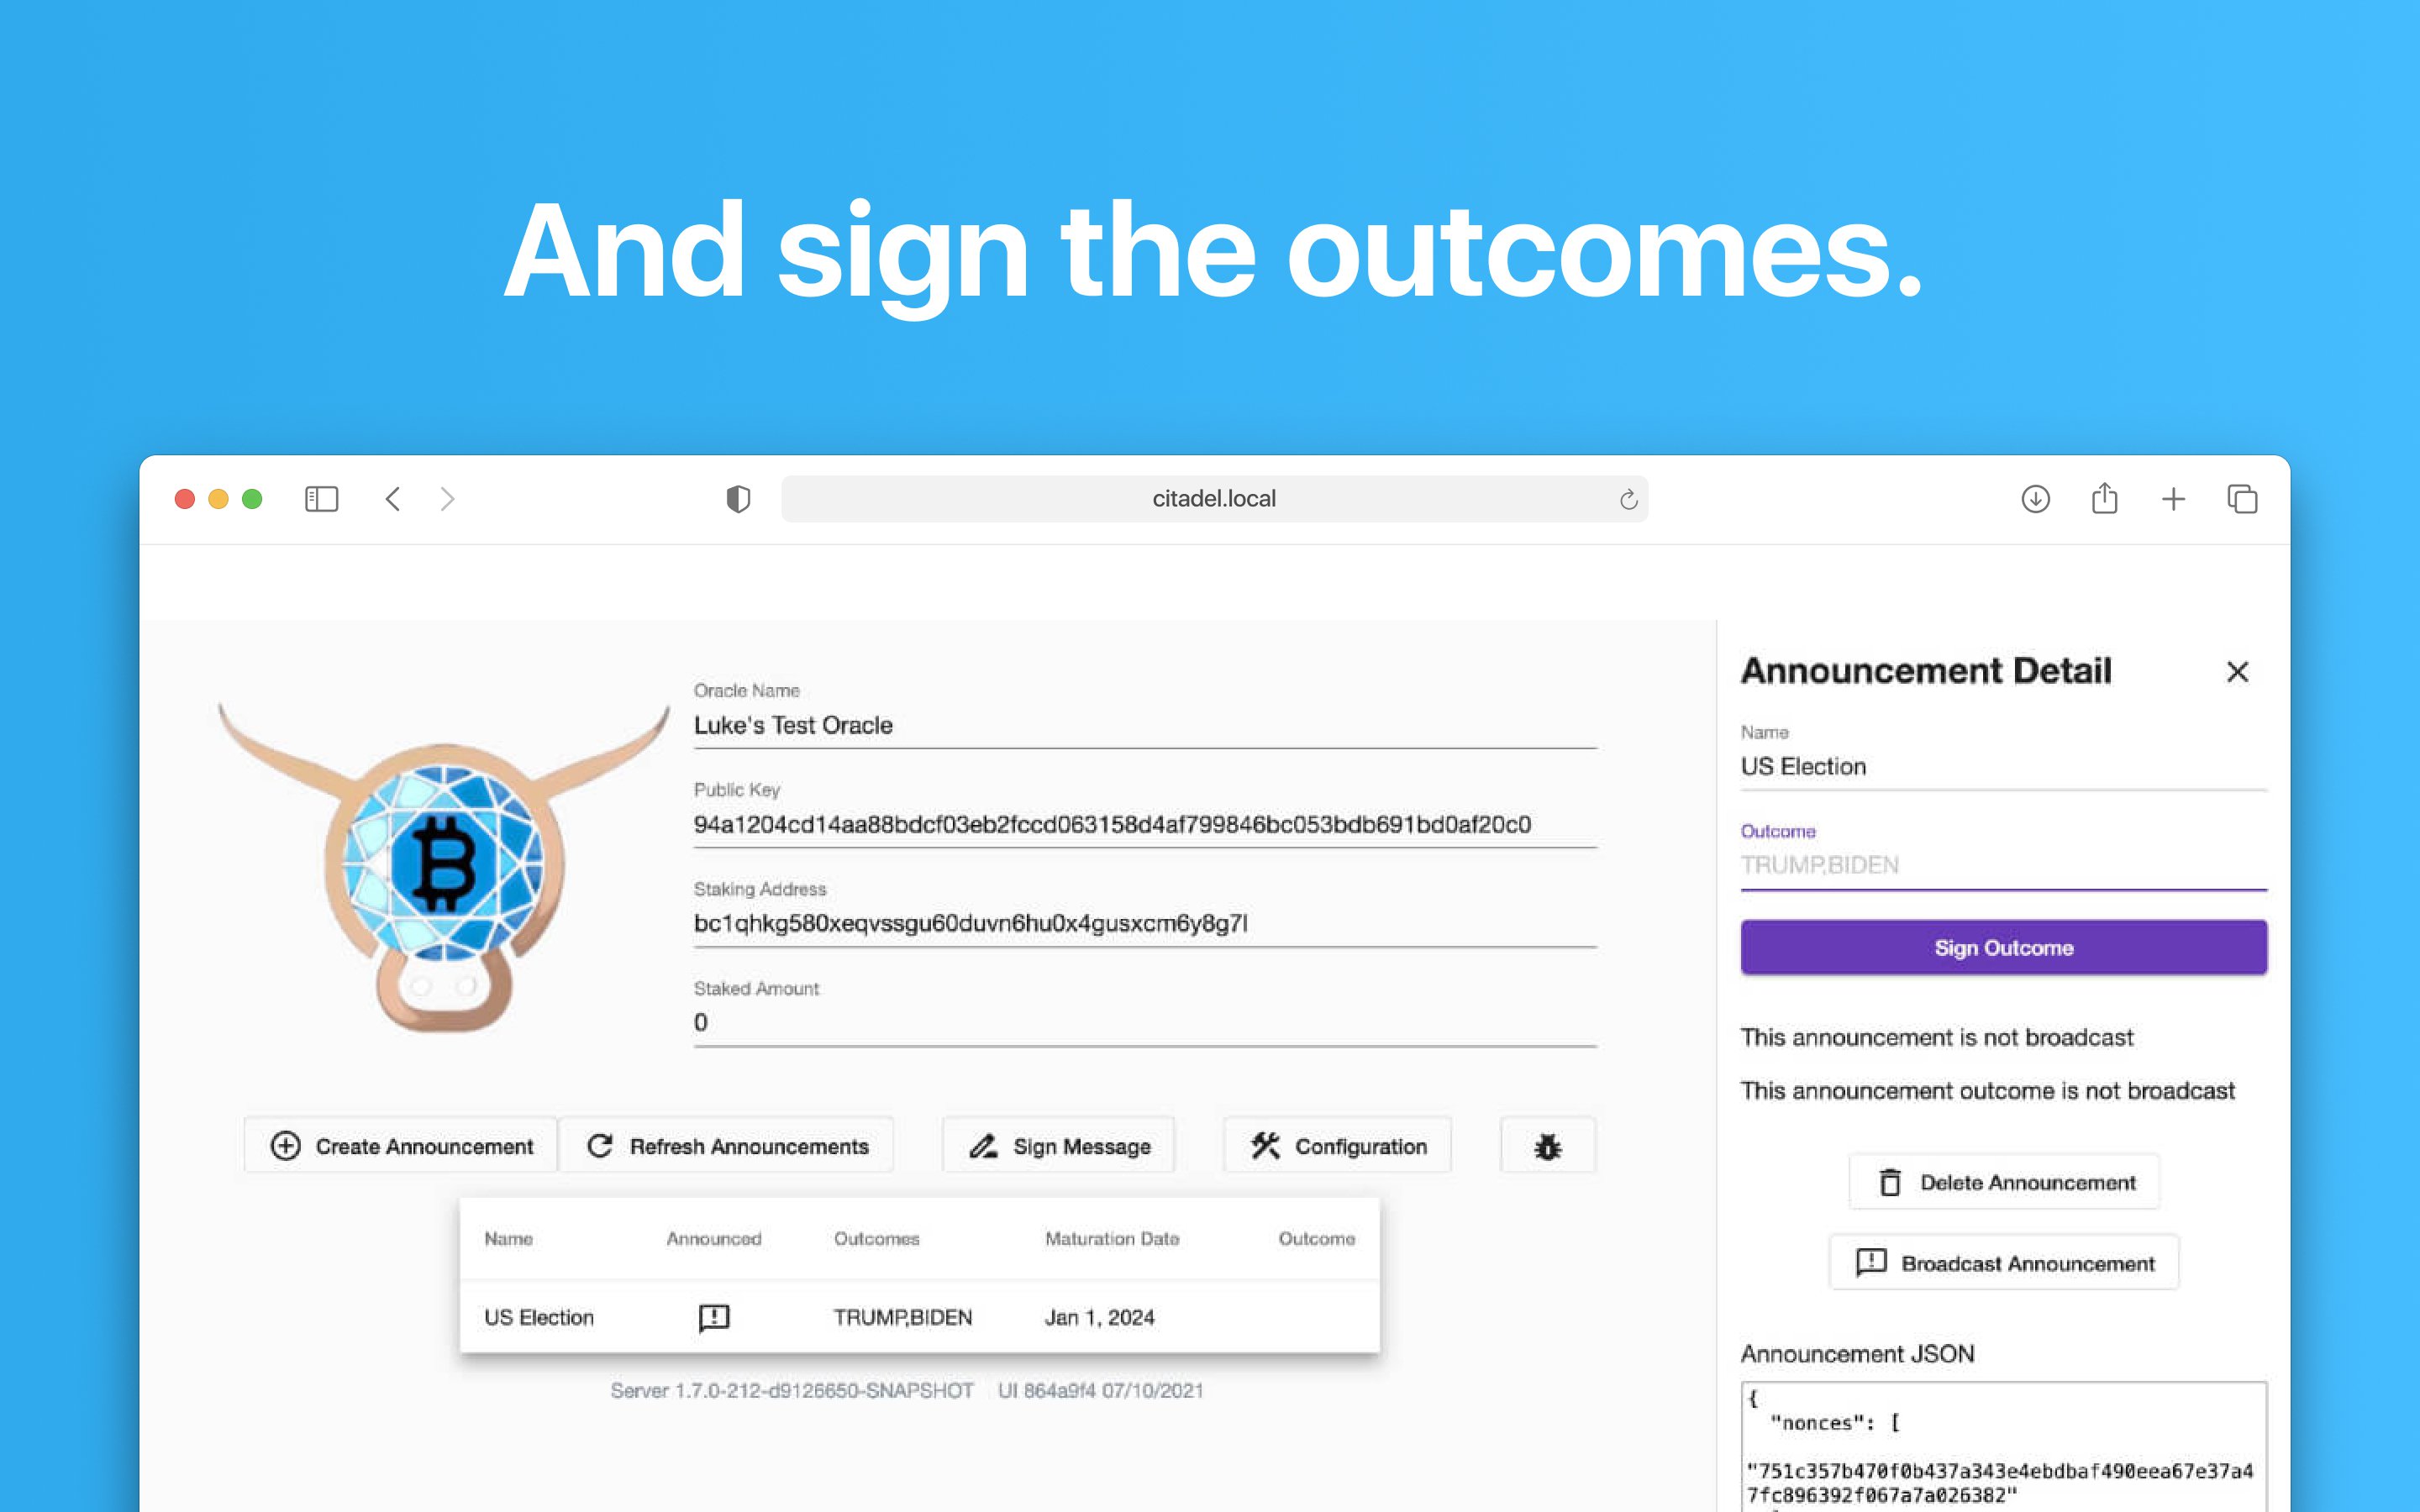 And sign the outcomes.
citadel.local
Oracle Name
Luke's Test Oracle
Public Key
94a1204cd14aa88bdcf03eb2fccd063158d4af799846bc053bdb691bd0af20c0
Staking Address
bc1qhkg580xeqvssgu60duvn6hu0x4gusxcm6y8g7l
Staked Amount
0
Create Announcement Refresh Announcements Sign Message Configuration
Name Announced Outcomes Maturation Date Outcome
US Election TRUMP,BIDEN Jan 1, 2024
Server 1.7.0-212-d9126650-SNAPSHOT UI 864a9f4 07/10/2021
Announcement Detail
Name
US Election
Outcome
TRUMP,BIDEN
Sign Outcome
This announcement is not broadcast
This announcement outcome is not broadcast
Delete Announcement
Broadcast Announcement
Announcement JSON
{
"nonces": [
"751c357b470f0b437a343e4ebdbaf490eea67e37a4
7fc896392f067a7a026382"